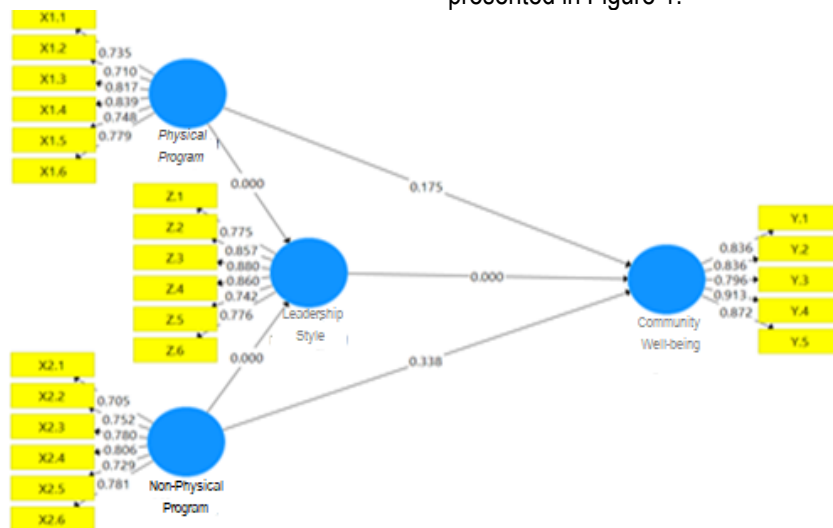 presented in Figure 1.
X1.1
X1.2
X1.3
X1.4
X1.5
X1.6
0.735
0.710
0.817
0.839
0.748
0.779
Physical
Program
0.000
0.175
Z.1
Z.2
Z.3
Z.4
Z.5
Z.6
0.775
0.857
0.880
0.860
0.742
0.776
Leadership
Style
0.000
0.000
0.338
Y.1
Y.2
Y.3
Y.4
Y.5
0.836
0.836
0.796
0.913
0.872
Community
Well-being
X2.1
X2.2
X2.3
X2.4
X2.5
X2.6
0.705
0.752
0.780
0.806
0.729
0.781
Non-Physical
Program